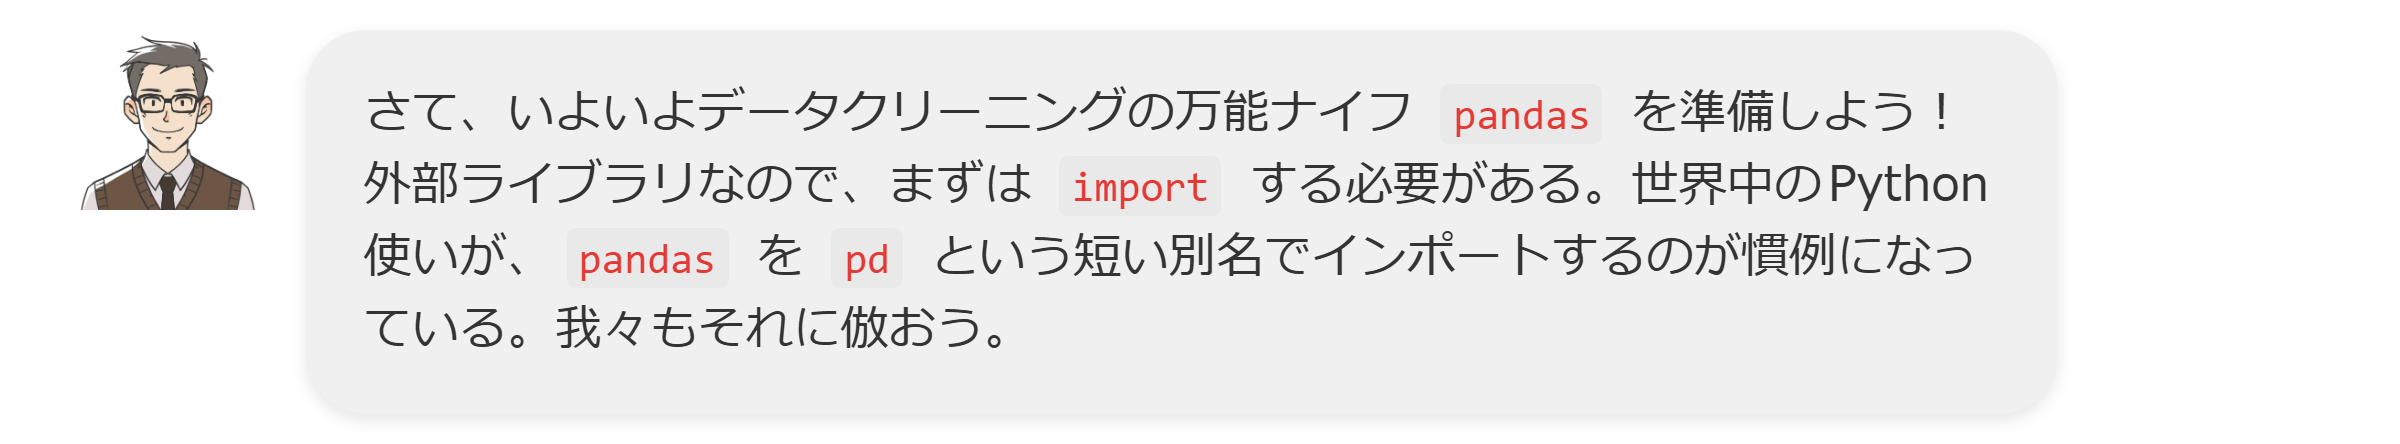 さて、いよいよデータクリーニングの万能ナイフ pandas を準備しよう！
外部ライブラリなので、まずは import する必要がある。世界中のPython
使いが、 pandas を pd という短い別名でインポートするのが慣例になっ
ている。我々もそれに倣おう。